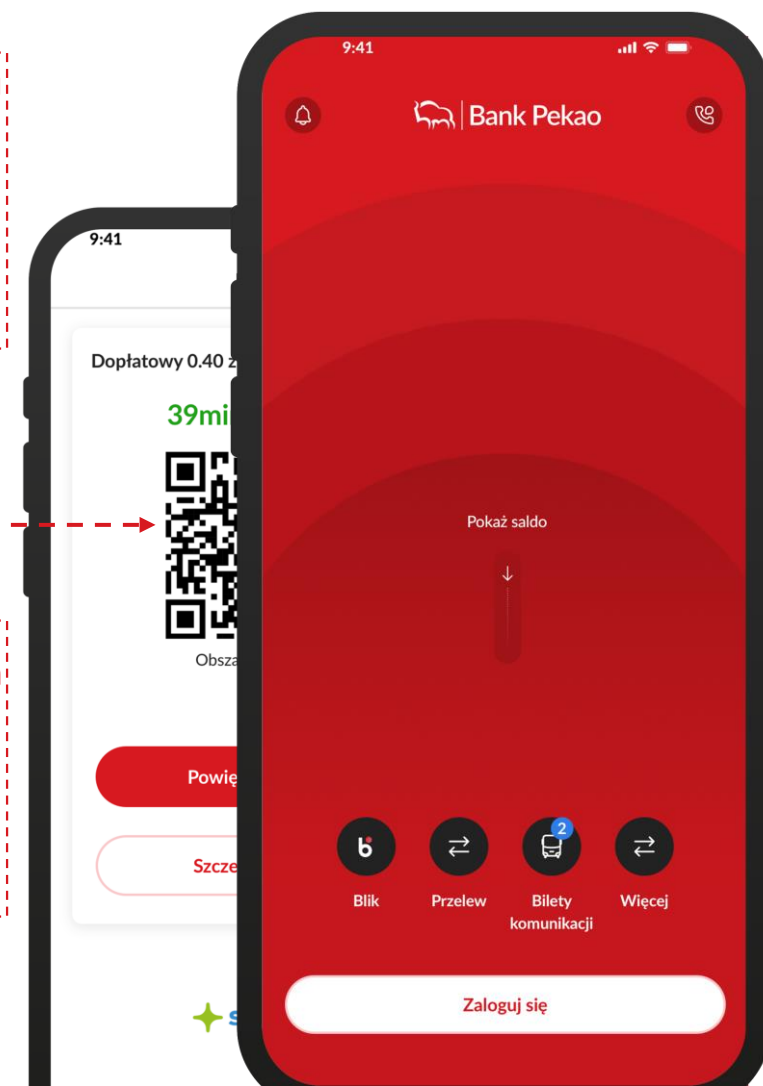 9:41
Bank Pekao
9:41
Dopłatowy 0.40
39mi
Obsza
Powię
Szcze
s
Pokaż saldo
2
Blik
Przelew
Bilety
komunikacji
Więcej
Zaloguj się